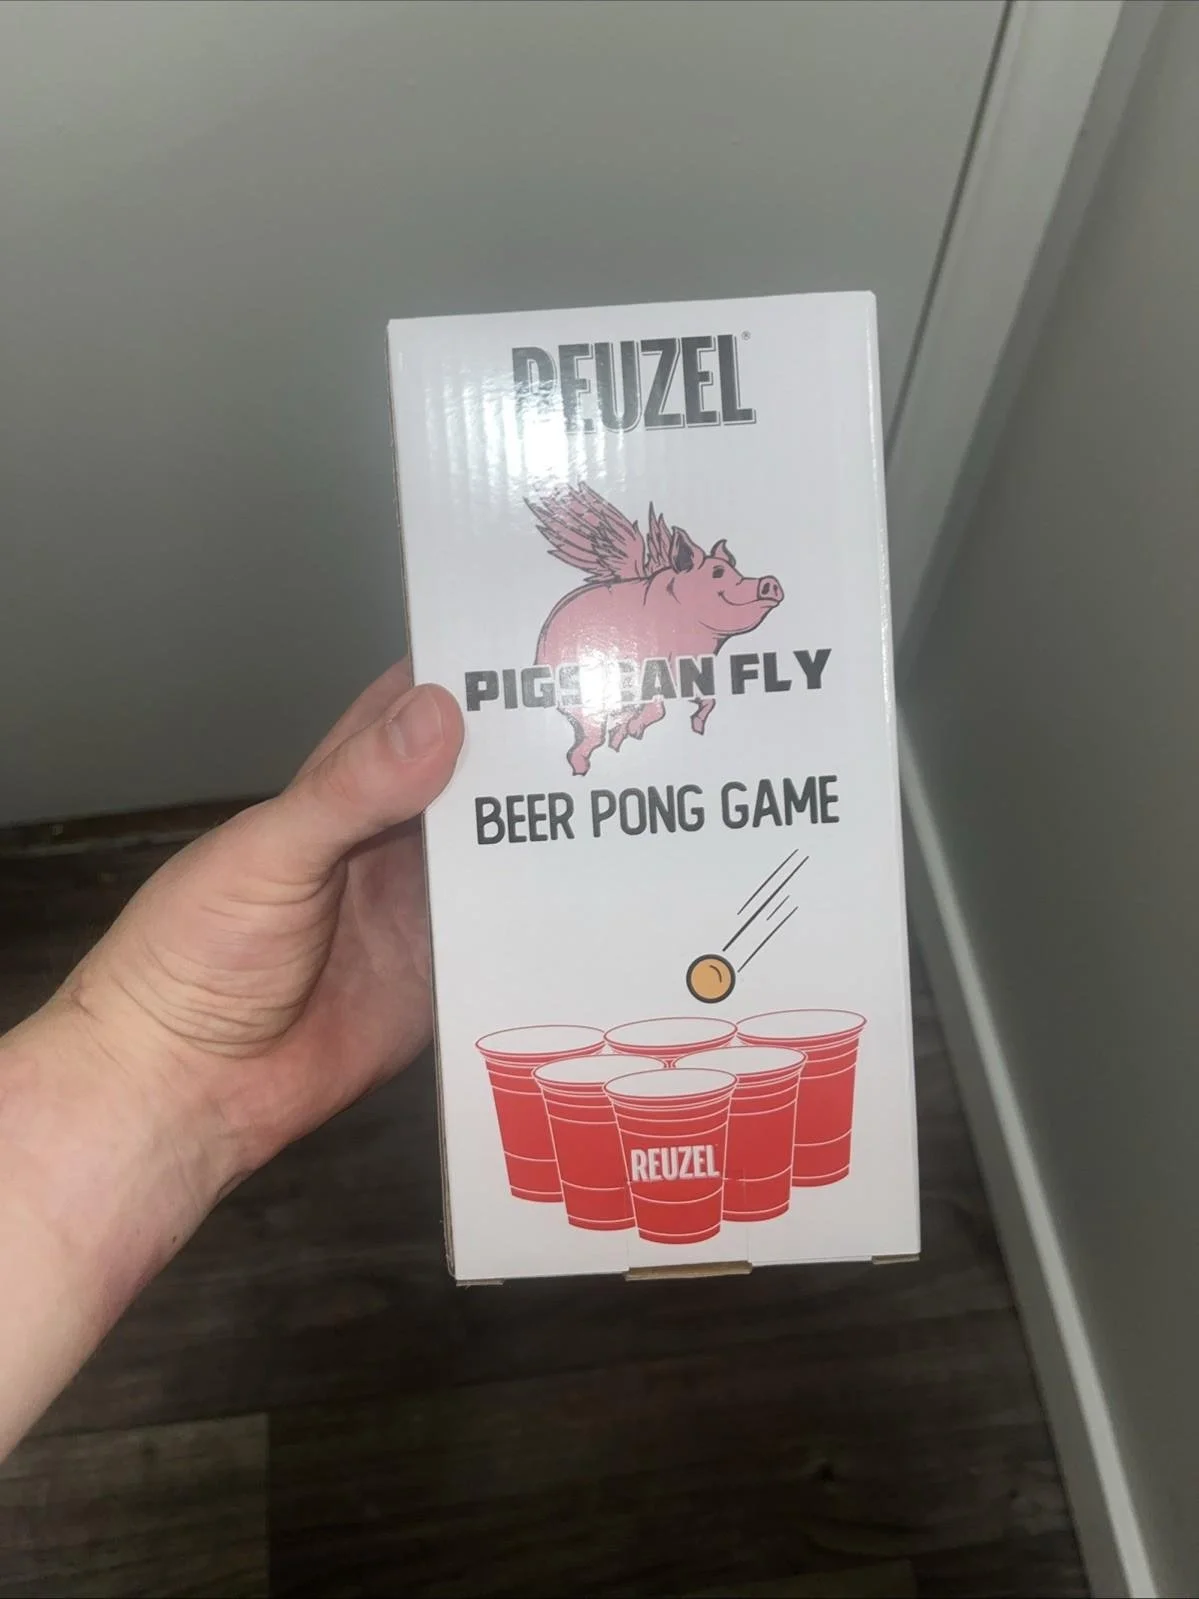 REUZEL®
PIGS CAN FLY
BEER PONG GAME
REUZEL